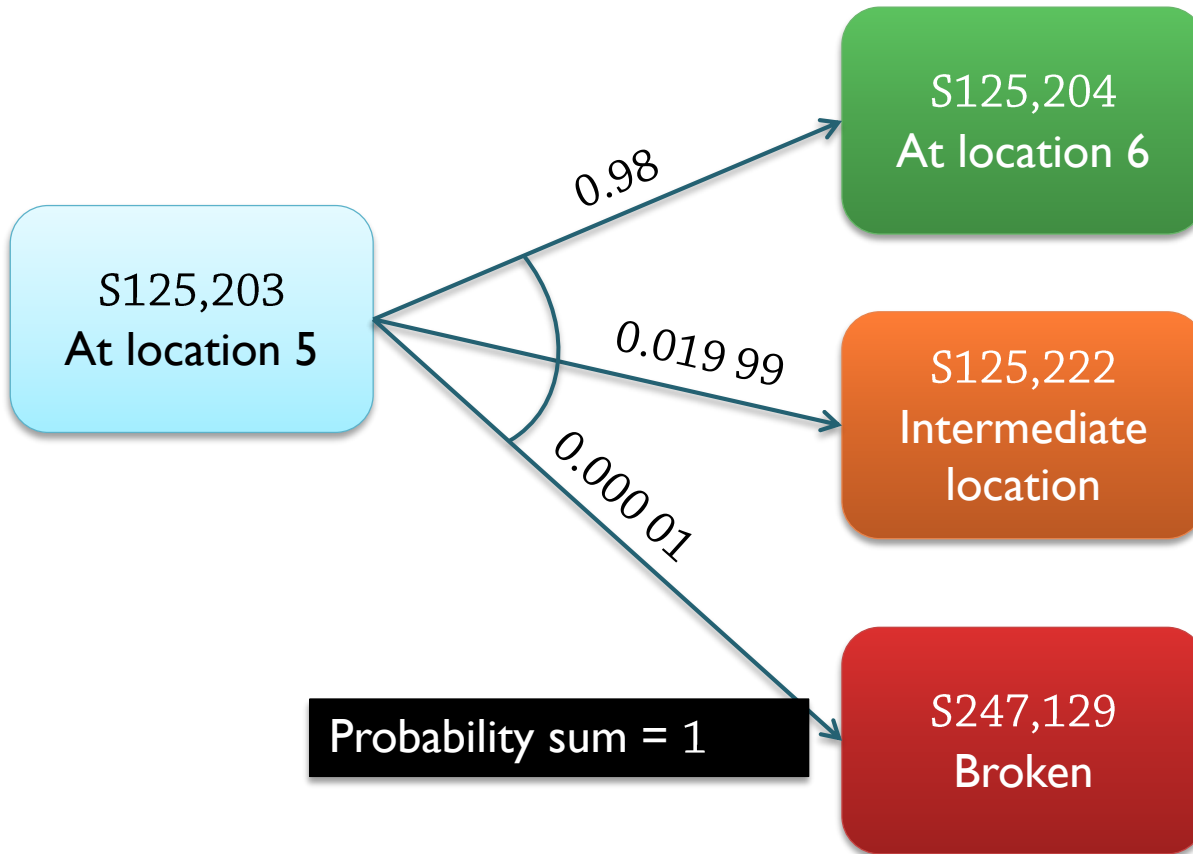 S125,204
At location 6
0.98
S125,203
At location 5
0.019 99
S125,222
Intermediate
location
0.000 01
Probability sum = 1
S247,129
Broken